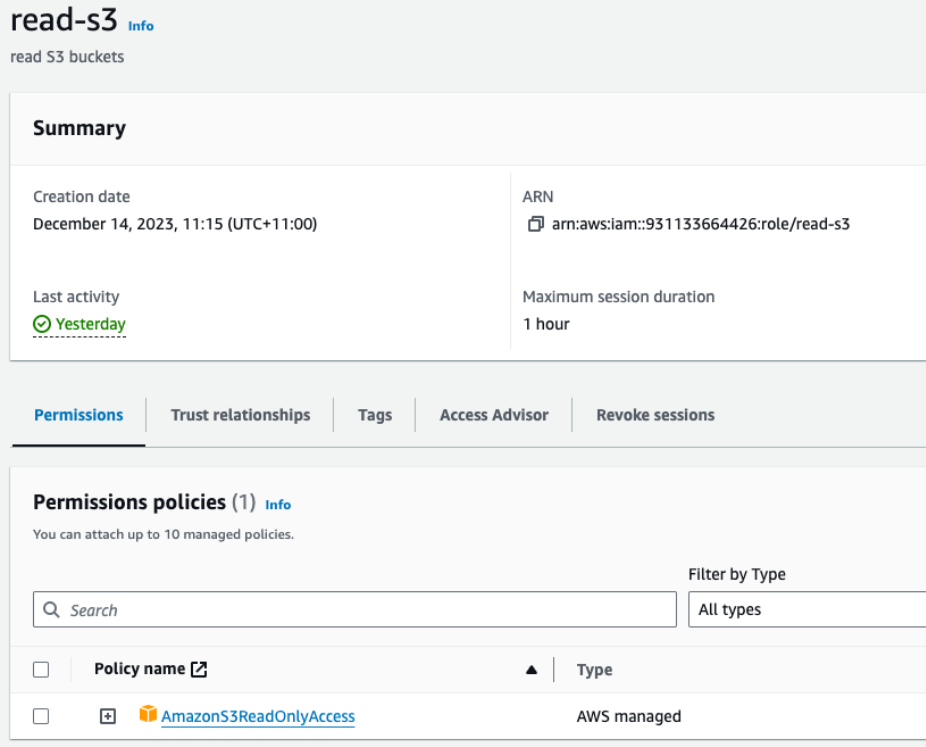 read-s3 Info
read S3 buckets
Summary
Creation date
December 14, 2023, 11:15 (UTC+11:00)
ARN
arn:aws:iam::931133664426:role/read-s3
Last activity
Yesterday
Maximum session duration
1 hour
Permissions Trust relationships Tags Access Advisor Revoke sessions
Permissions policies (1) Info
You can attach up to 10 managed policies.
Filter by Type
Search
All types
Policy name Type
AmazonS3ReadOnlyAccess AWS managed